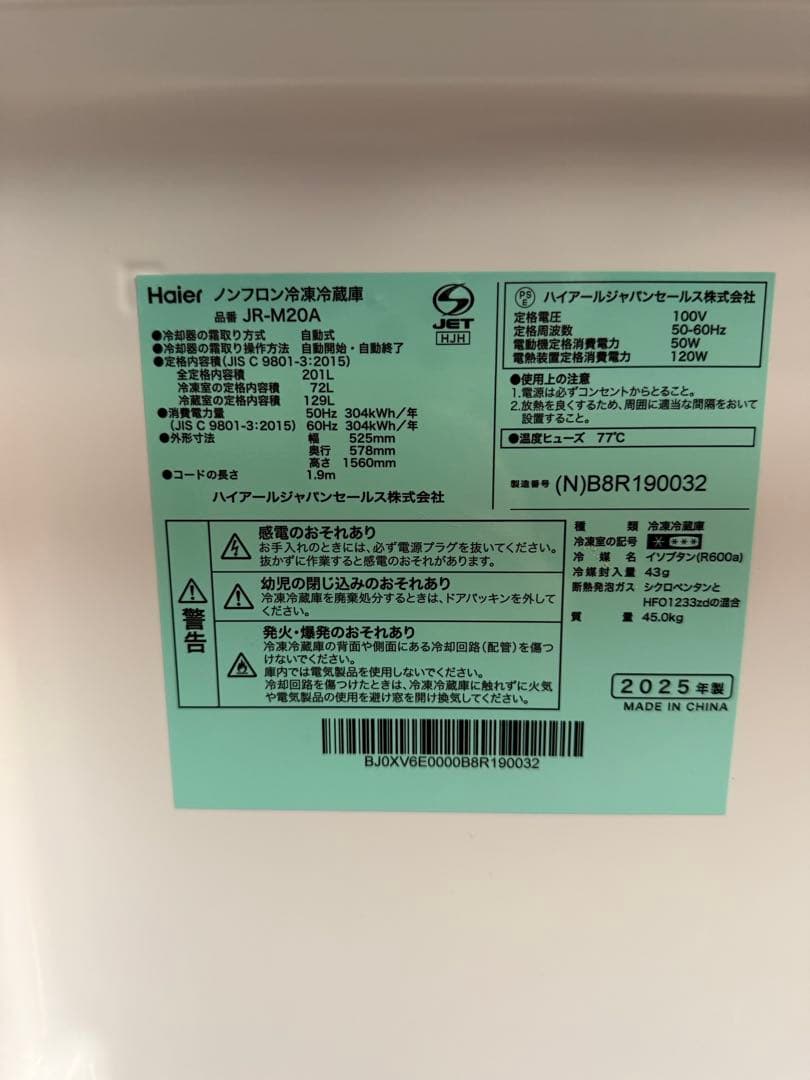 Haier ノンフロン冷凍冷蔵庫
品番 JR-M20A
●冷却器の霜取り方式 自動式
●冷却器の霜取り操作方法 自動開始・自動終了
●定格内容積(JIS C 9801-3:2015)
全定格内容積 201L
冷凍室の定格内容積 72L
冷蔵室の定格内容積 129L
●消費電力量 50Hz 304kWh/年
(JIS C 9801-3:2015) 60Hz 304kWh/年
●外形寸法 幅 525mm
奥行 578mm
高さ 1560mm
●コードの長さ 1.9m
ハイアールジャパンセールス株式会社
JET
HJH
PSE ハイアールジャパンセールス株式会社
定格電圧 100V
定格周波数 50-60Hz
電動機定格消費電力 50W
電熱装置定格消費電力 120W
●使用上の注意
1.電源は必ずコンセントからとること。
2.放熱を良くするため、周囲に適当な間隔をおいて
設置すること。
●温度ヒューズ 77℃
製造番号 (N)B8R190032
警告
感電のおそれあり
お手入れのときには、必ず電源プラグを抜いてください。
抜かずに作業すると感電のおそれがあります。
幼児の閉じ込みのおそれあり
冷凍冷蔵庫を廃棄処分するときは、ドアパッキンを外して
ください。
発火・爆発のおそれあり
冷凍冷蔵庫の背面や側面にある冷却回路(配管)を傷つ
けないでください。
庫内では電気製品を使用しないでください。
冷却回路を傷つけたときは、冷凍冷蔵庫に触れずに火気
や電気製品の使用を避け窓を開け換気してください。
種類 冷凍冷蔵庫
冷凍室の記号
冷媒名 イソブタン(R600a)
冷媒封入量 43g
断熱発泡ガス シクロペンタンと
HFO1233zdの混合
質量 45.0kg
2025年製
MADE IN CHINA
BJ0XV6E0000B8R190032